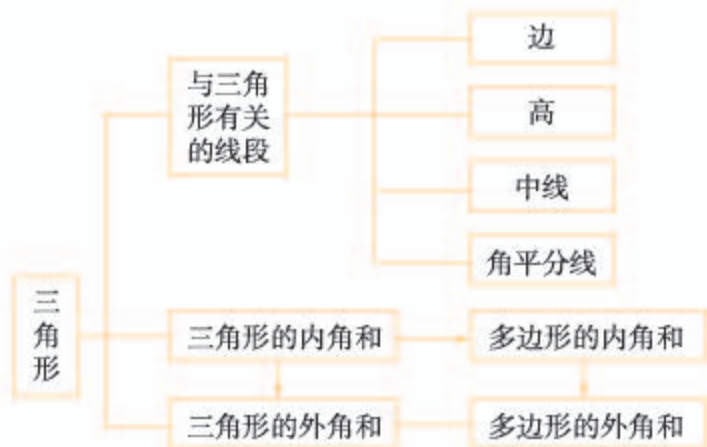 与三角
形有关
的线段
边
高
中线
角平分线
三
角
形
三角形的内角和
多边形的内角和
三角形的外角和
多边形的外角和